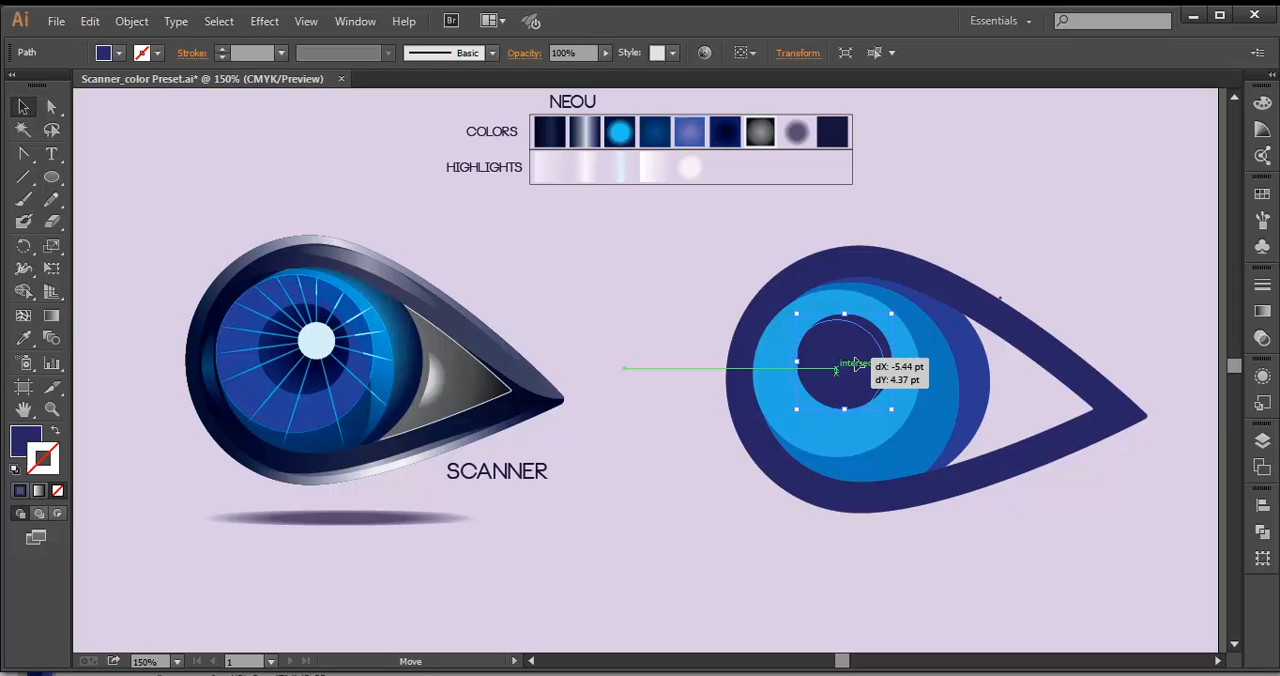 Ai File Edit Object Type Select Effect View Window Help Br Essentials
Path Stroke: Basic Opacity: 100% Style: Transform
Scanner_color Preset.ai* @ 150% (CMYK/Preview)
NEOU
COLORS
HIGHLIGHTS
dX: -5.44 pt
dY: 4.37 pt
SCANNER
150% 1 Move